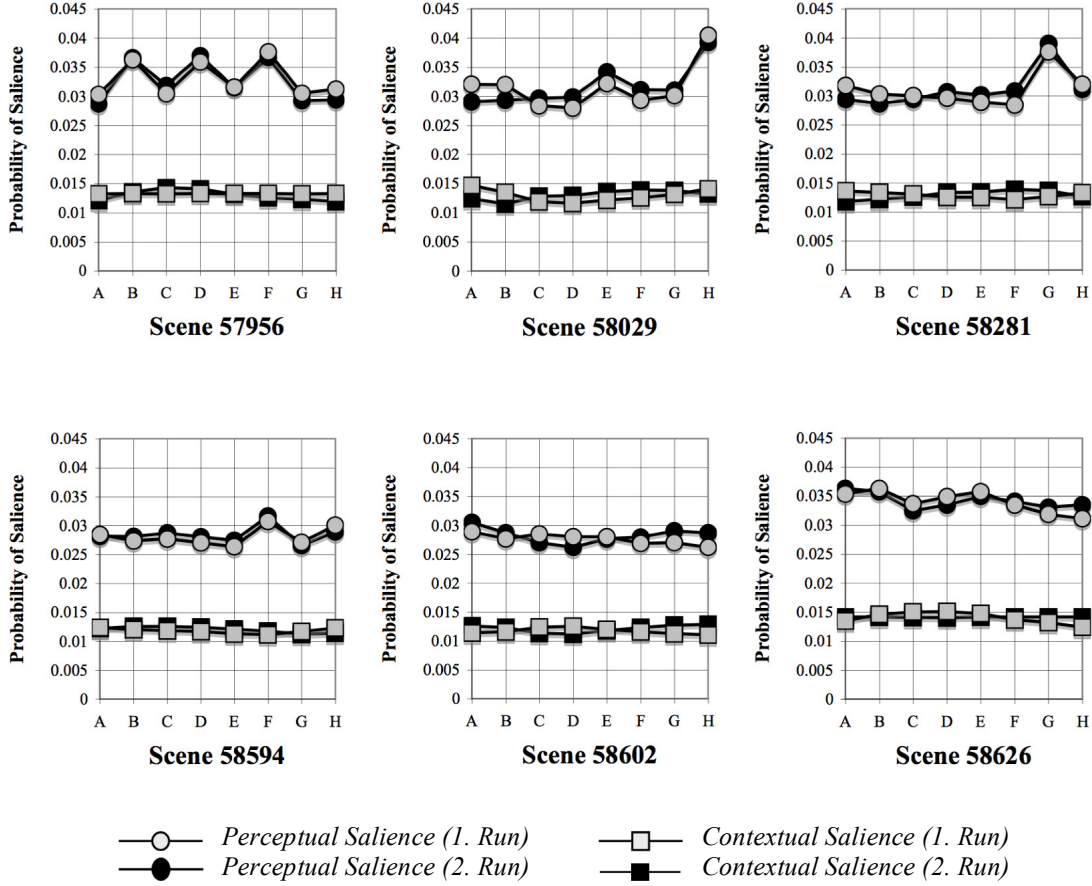 0.045 0.045 0.045
0.04 0.04 0.04
0.035 0.035 0.035
0.03 0.03 0.03
0.025 0.025 0.025
0.02 0.02 0.02
0.015 0.015 0.015
0.01 0.01 0.01
0.005 0.005 0.005
0 0 0
Probability of Salience Probability of Salience Probability of Salience
A B C D E F G H A B C D E F G H A B C D E F G H
Scene 57956 Scene 58029 Scene 58281
0.045 0.045 0.045
0.04 0.04 0.04
0.035 0.035 0.035
0.03 0.03 0.03
0.025 0.025 0.025
0.02 0.02 0.02
0.015 0.015 0.015
0.01 0.01 0.01
0.005 0.005 0.005
0 0 0
Probability of Salience Probability of Salience Probability of Salience
A B C D E F G H A B C D E F G H A B C D E F G H
Scene 58594 Scene 58602 Scene 58626
Perceptual Salience (1. Run) Contextual Salience (1. Run)
Perceptual Salience (2. Run) Contextual Salience (2. Run)